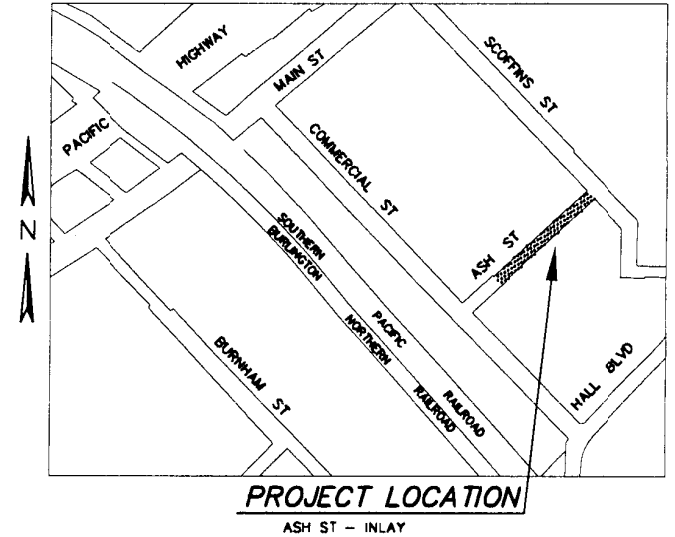 HIGHWAY
MAIN ST
SCOFFINS ST
PACIFIC
COMMERCIAL ST
N
SOUTHERN
BURLINGTON
ASH ST
PACIFIC
NORTHERN
BURNHAM ST
HALL BLVD
RAILROAD
RAILROAD
PROJECT LOCATION
ASH ST - INLAY